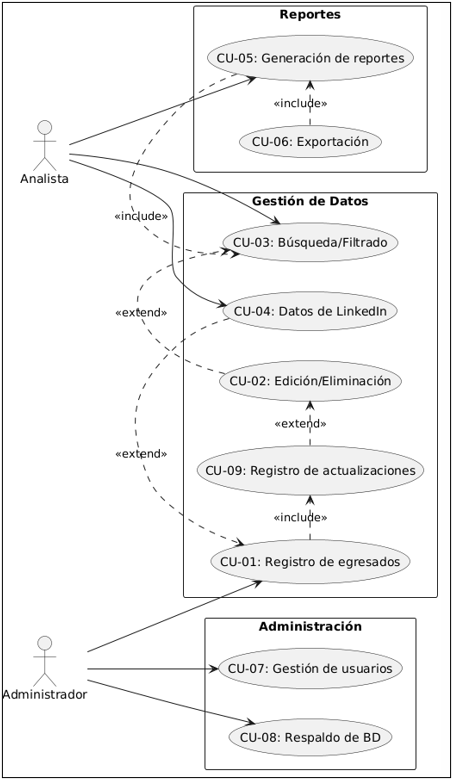 Reportes
CU-05: Generación de reportes
«include»
CU-06: Exportación
Analista
Gestión de Datos
«include»
CU-03: Búsqueda/Filtrado
CU-04: Datos de LinkedIn
«extend»
CU-02: Edición/Eliminación
«extend»
«extend»
CU-09: Registro de actualizaciones
«include»
CU-01: Registro de egresados
Administración
Administrador
CU-07: Gestión de usuarios
CU-08: Respaldo de BD